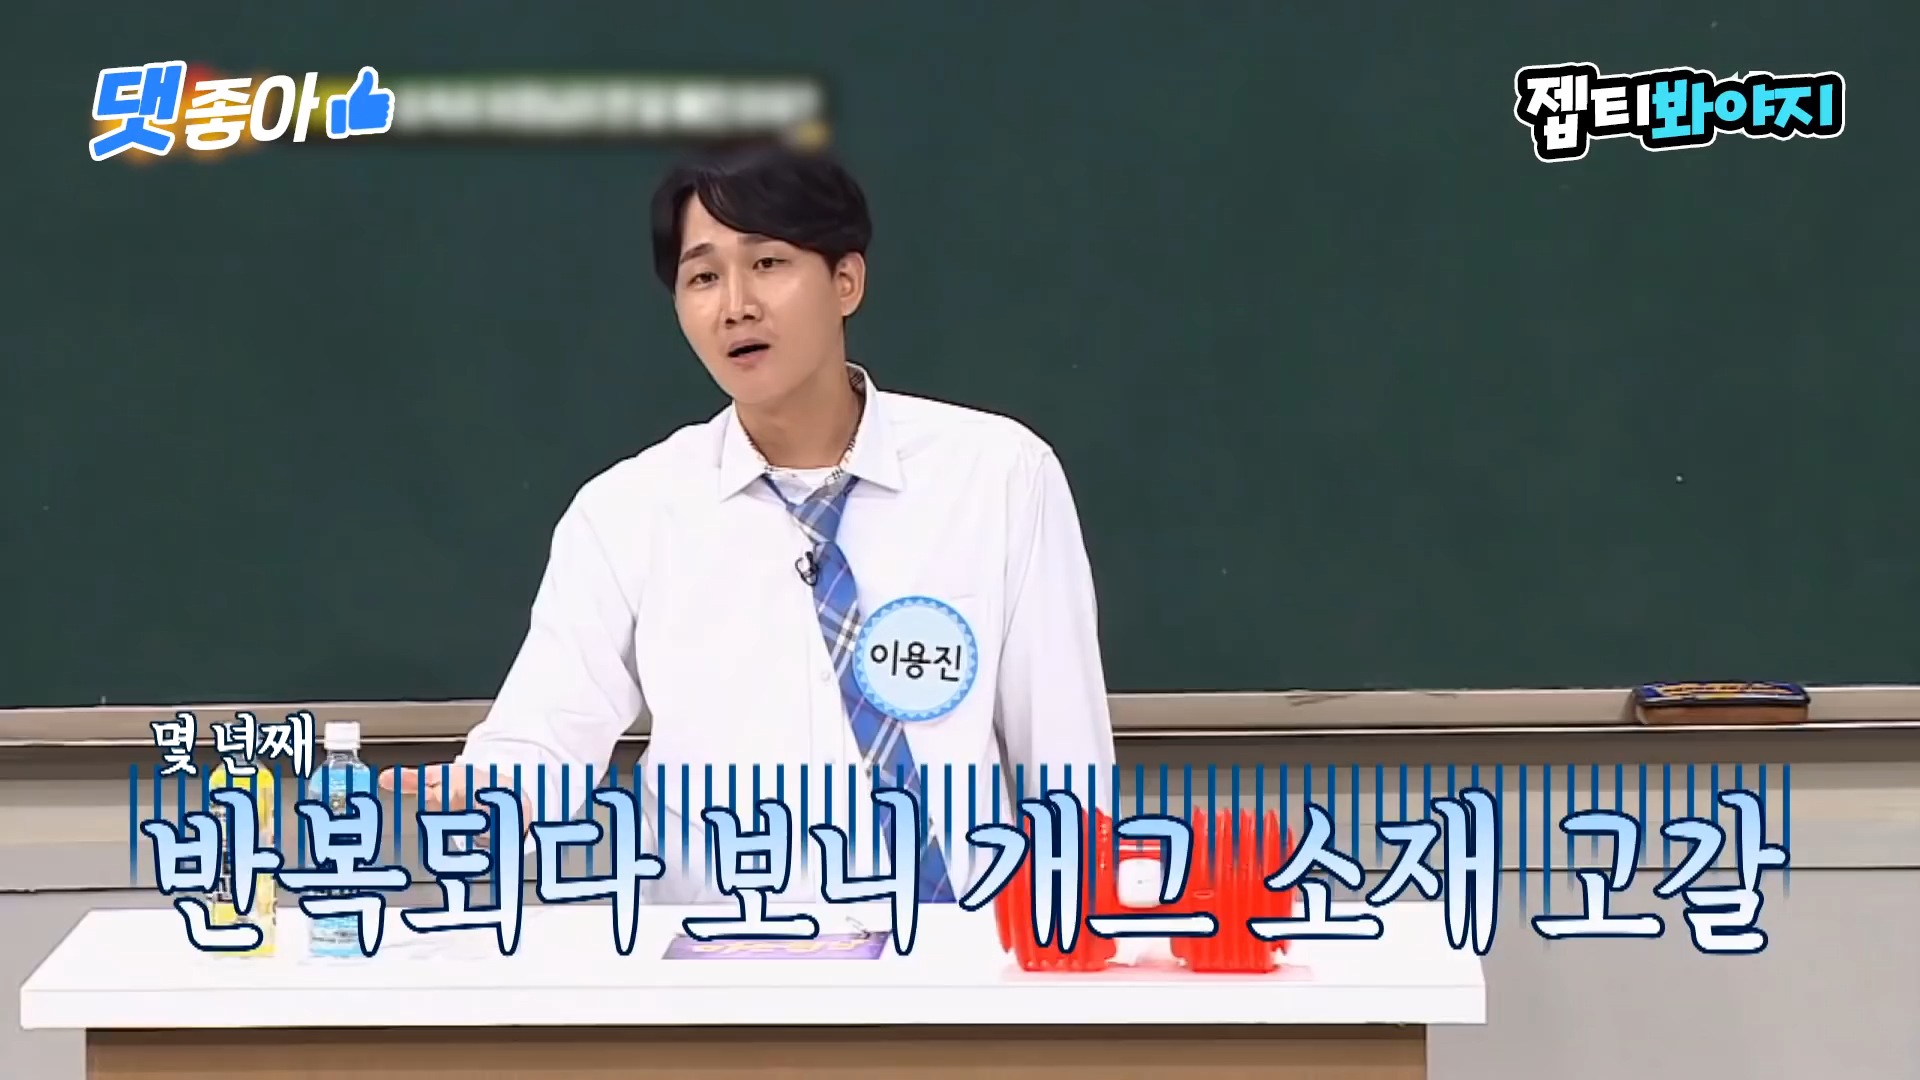 댓좋아
젭티봐야지
이용진
몇 년째
반복되다 보니 개그 소재 고갈